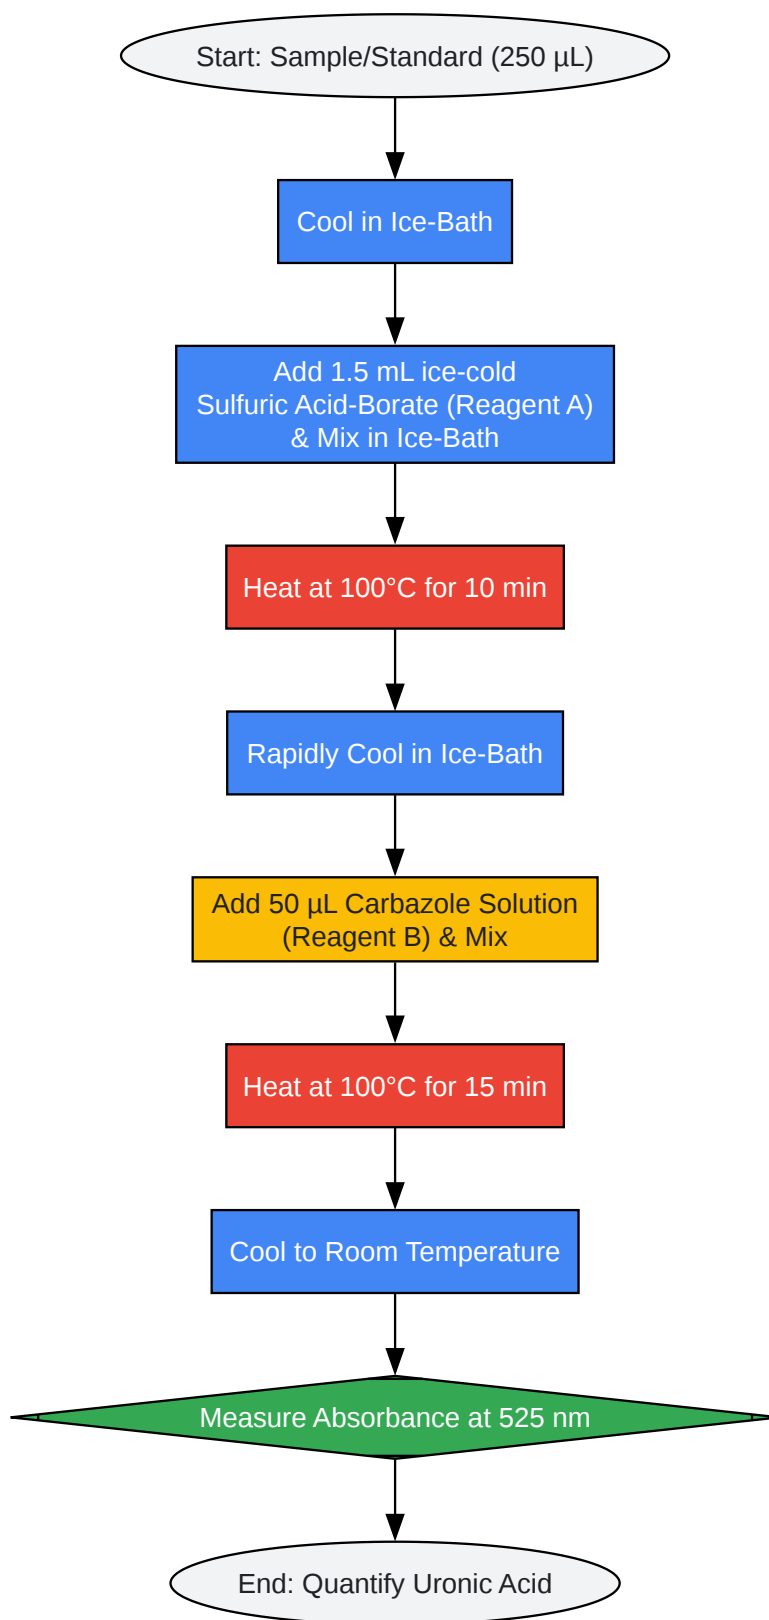 Start: Sample/Standard (250 µL)
Cool in Ice-Bath
Add 1.5 mL ice-cold
Sulfuric Acid-Borate (Reagent A)
& Mix in Ice-Bath
Heat at 100°C for 10 min
Rapidly Cool in Ice-Bath
Add 50 µL Carbazole Solution
(Reagent B) & Mix
Heat at 100°C for 15 min
Cool to Room Temperature
Measure Absorbance at 525 nm
End: Quantify Uronic Acid